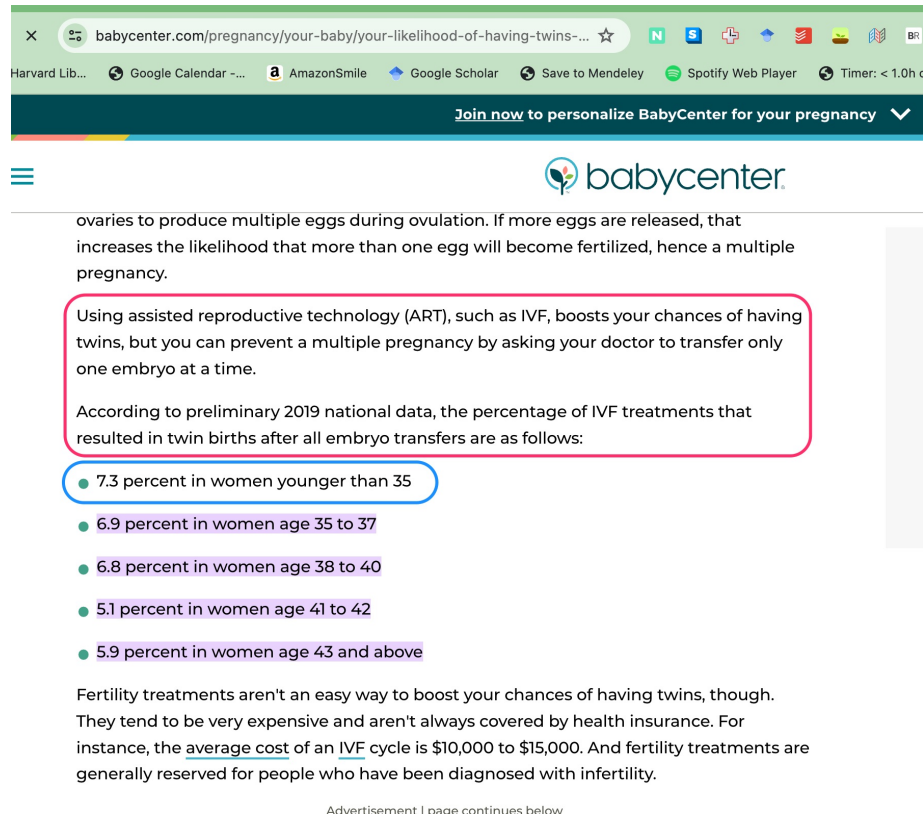 babycenter.com/pregnancy/your-baby/your-likelihood-of-having-twins-...
N S BR
Harvard Lib... Google Calendar -... a AmazonSmile Google Scholar Save to Mendeley Spotify Web Player Timer: < 1.0h
Join now to personalize BabyCenter for your pregnancy
babycenter
ovaries to produce multiple eggs during ovulation. If more eggs are released, that
increases the likelihood that more than one egg will become fertilized, hence a multiple
pregnancy.
Using assisted reproductive technology (ART), such as IVF, boosts your chances of having
twins, but you can prevent a multiple pregnancy by asking your doctor to transfer only
one embryo at a time.
According to preliminary 2019 national data, the percentage of IVF treatments that
resulted in twin births after all embryo transfers are as follows:
7.3 percent in women younger than 35
6.9 percent in women age 35 to 37
6.8 percent in women age 38 to 40
5.1 percent in women age 41 to 42
5.9 percent in women age 43 and above
Fertility treatments aren't an easy way to boost your chances of having twins, though.
They tend to be very expensive and aren't always covered by health insurance. For
instance, the average cost of an IVF cycle is $10,000 to $15,000. And fertility treatments are
generally reserved for people who have been diagnosed with infertility.
Advertisement | page continues below